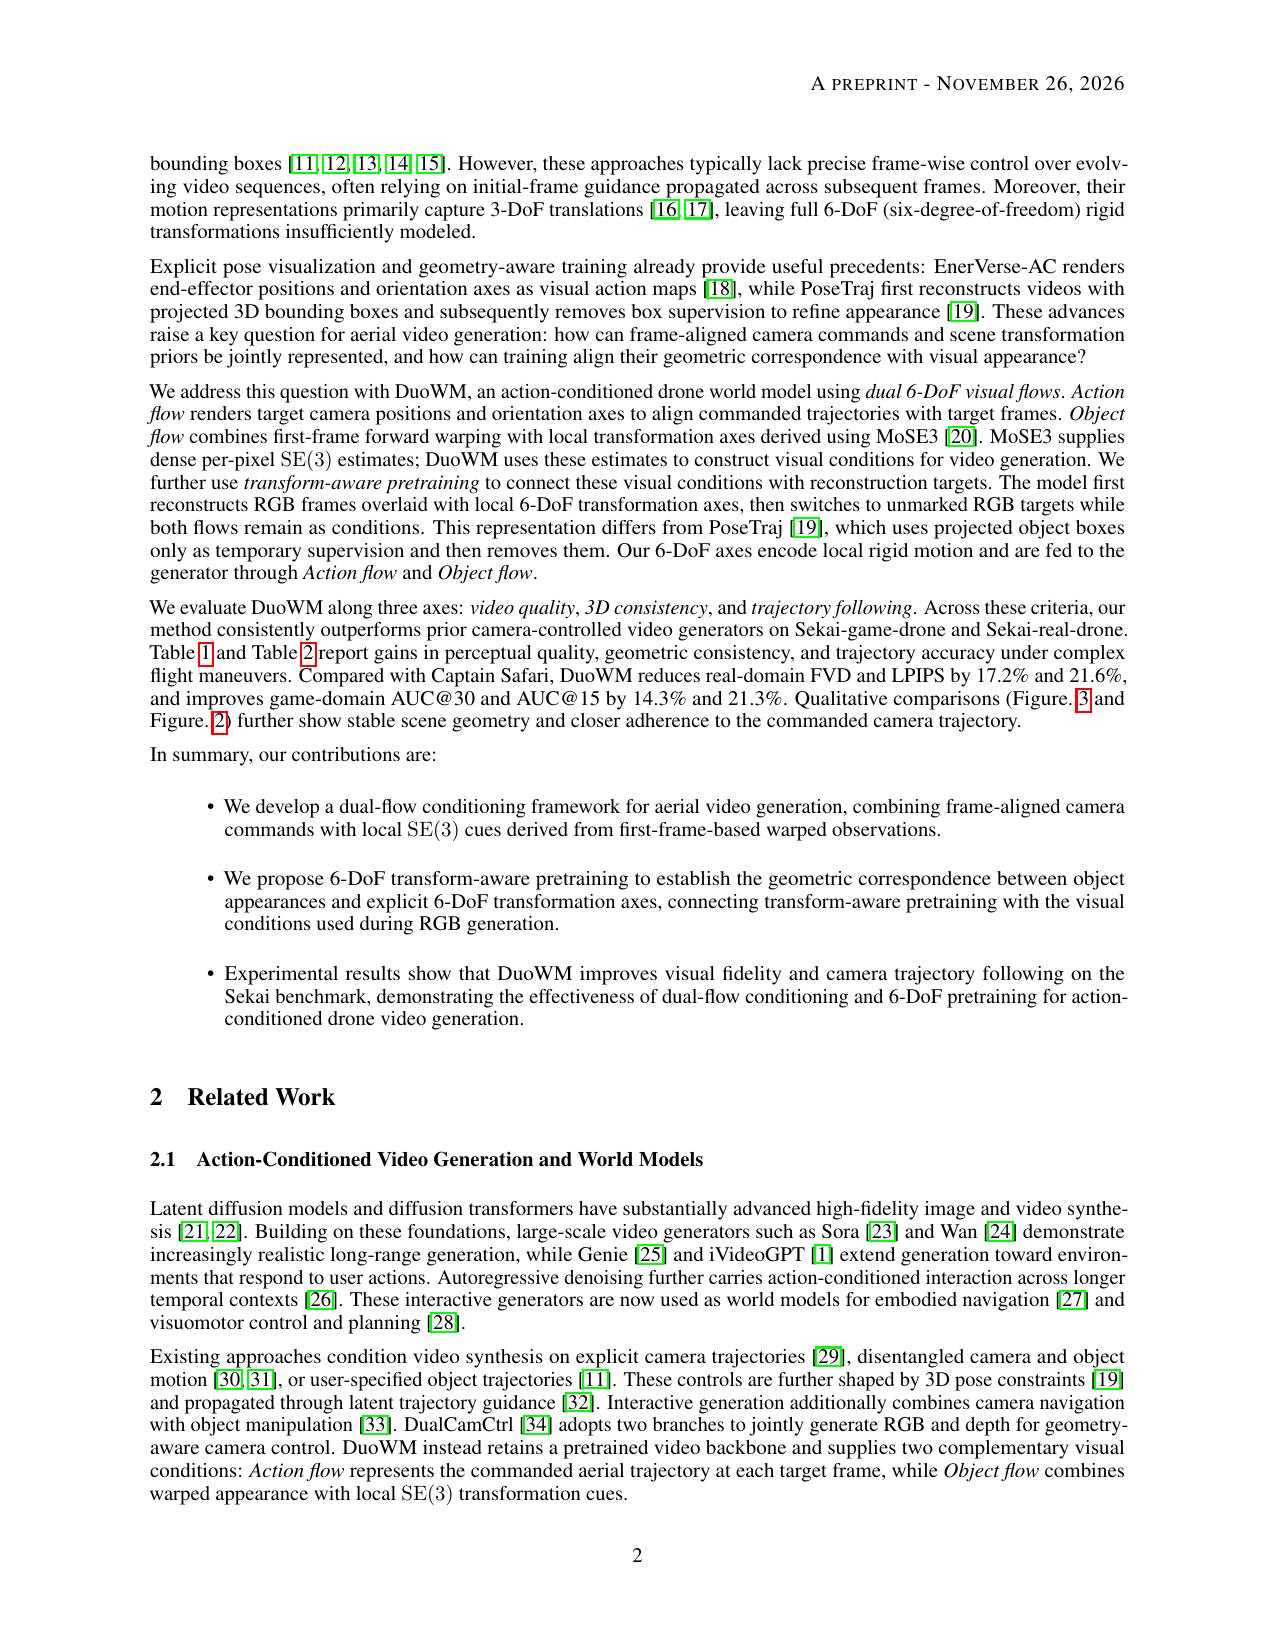 A PREPRINT - NOVEMBER 26, 2026
bounding boxes [11, 12, 13, 14, 15]. However, these approaches typically lack precise frame-wise control over evolv-
ing video sequences, often relying on initial-frame guidance propagated across subsequent frames. Moreover, their
motion representations primarily capture 3-DoF translations [16, 17], leaving full 6-DoF (six-degree-of-freedom) rigid
transformations insufficiently modeled.
Explicit pose visualization and geometry-aware training already provide useful precedents: EnerVerse-AC renders
end-effector positions and orientation axes as visual action maps [18], while PoseTraj first reconstructs videos with
projected 3D bounding boxes and subsequently removes box supervision to refine appearance [19]. These advances
raise a key question for aerial video generation: how can frame-aligned camera commands and scene transformation
priors be jointly represented, and how can training align their geometric correspondence with visual appearance?
We address this question with DuoWM, an action-conditioned drone world model using dual 6-DoF visual flows. Action
flow renders target camera positions and orientation axes to align commanded trajectories with target frames. Object
flow combines first-frame forward warping with local transformation axes derived using MoSE3 [20]. MoSE3 supplies
dense per-pixel SE(3) estimates; DuoWM uses these estimates to construct visual conditions for video generation. We
further use transform-aware pretraining to connect these visual conditions with reconstruction targets. The model first
reconstructs RGB frames overlaid with local 6-DoF transformation axes, then switches to unmarked RGB targets while
both flows remain as conditions. This representation differs from PoseTraj [19], which uses projected object boxes
only as temporary supervision and then removes them. Our 6-DoF axes encode local rigid motion and are fed to the
generator through Action flow and Object flow.
We evaluate DuoWM along three axes: video quality, 3D consistency, and trajectory following. Across these criteria, our
method consistently outperforms prior camera-controlled video generators on Sekai-game-drone and Sekai-real-drone.
Table 1 and Table 2 report gains in perceptual quality, geometric consistency, and trajectory accuracy under complex
flight maneuvers. Compared with Captain Safari, DuoWM reduces real-domain FVD and LPIPS by 17.2% and 21.6%,
and improves game-domain AUC@30 and AUC@15 by 14.3% and 21.3%. Qualitative comparisons (Figure. 3 and
Figure. 2) further show stable scene geometry and closer adherence to the commanded camera trajectory.
In summary, our contributions are:
• We develop a dual-flow conditioning framework for aerial video generation, combining frame-aligned camera
commands with local SE(3) cues derived from first-frame-based warped observations.
• We propose 6-DoF transform-aware pretraining to establish the geometric correspondence between object
appearances and explicit 6-DoF transformation axes, connecting transform-aware pretraining with the visual
conditions used during RGB generation.
• Experimental results show that DuoWM improves visual fidelity and camera trajectory following on the
Sekai benchmark, demonstrating the effectiveness of dual-flow conditioning and 6-DoF pretraining for action-
conditioned drone video generation.
2 Related Work
2.1 Action-Conditioned Video Generation and World Models
Latent diffusion models and diffusion transformers have substantially advanced high-fidelity image and video synthe-
sis [21, 22]. Building on these foundations, large-scale video generators such as Sora [23] and Wan [24] demonstrate
increasingly realistic long-range generation, while Genie [25] and iVideoGPT [1] extend generation toward environ-
ments that respond to user actions. Autoregressive denoising further carries action-conditioned interaction across longer
temporal contexts [26]. These interactive generators are now used as world models for embodied navigation [27] and
visuomotor control and planning [28].
Existing approaches condition video synthesis on explicit camera trajectories [29], disentangled camera and object
motion [30, 31], or user-specified object trajectories [11]. These controls are further shaped by 3D pose constraints [19]
and propagated through latent trajectory guidance [32]. Interactive generation additionally combines camera navigation
with object manipulation [33]. DualCamCtrl [34] adopts two branches to jointly generate RGB and depth for geometry-
aware camera control. DuoWM instead retains a pretrained video backbone and supplies two complementary visual
conditions: Action flow represents the commanded aerial trajectory at each target frame, while Object flow combines
warped appearance with local SE(3) transformation cues.
2